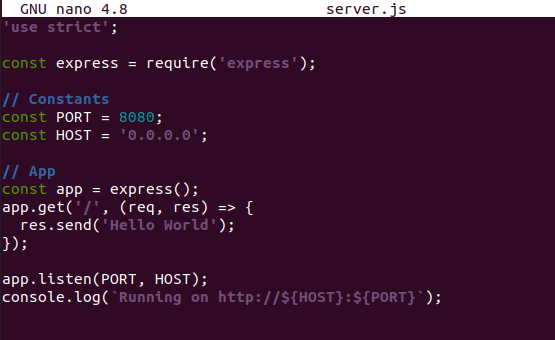 GNU nano 4.8 server.js
'use strict';
const express = require('express');
// Constants
const PORT = 8080;
const HOST = '0.0.0.0';
// App
const app = express();
app.get('/', (req, res) => {
  res.send('Hello World');
});
app.listen(PORT, HOST);
console.log(`Running on http://${HOST}:${PORT}`);